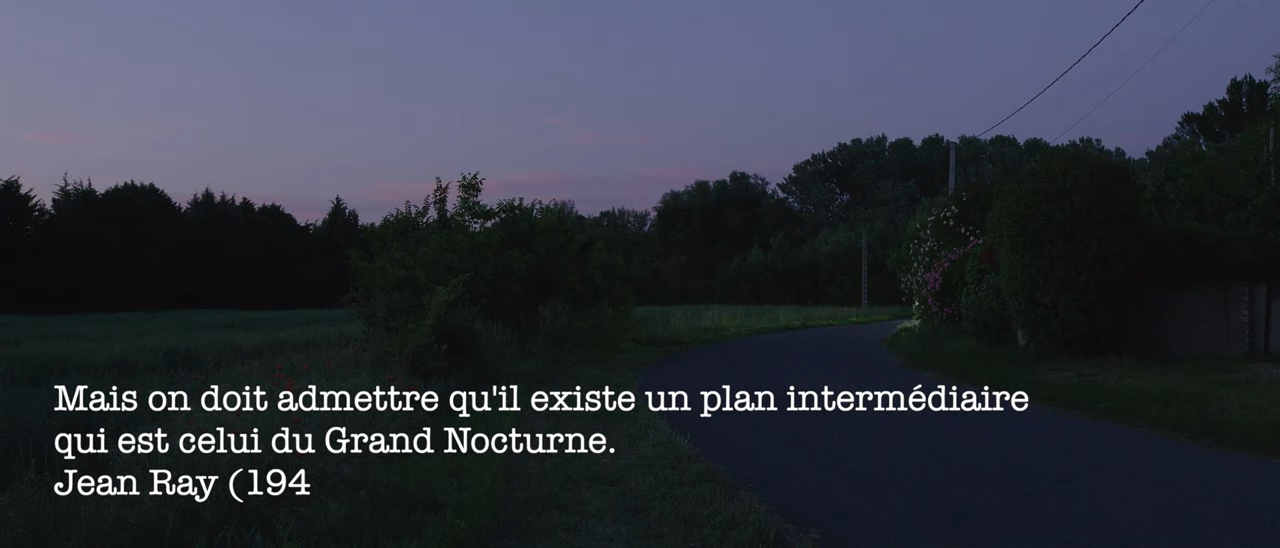 Mais on doit admettre qu'il existe un plan intermédiaire
qui est celui du Grand Nocturne.
Jean Ray (194